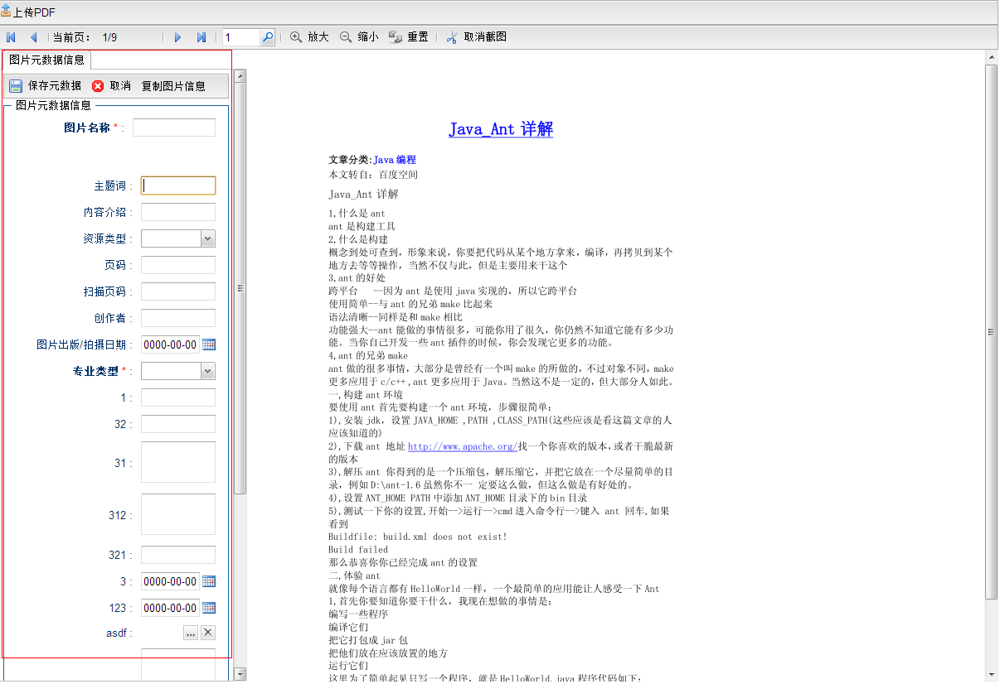 上传PDF
当前页： 1/9 1 放大 缩小 重置 取消截图
图片元数据信息
保存元数据 取消 复制图片信息
图片元数据信息
图片名称 * :
主题词 :
内容介绍 :
资源类型 :
页码 :
扫描页码 :
创作者 :
图片出版/拍摄日期 : 0000-00-00
专业类型 * :
1 :
32 :
31 :
312 :
321 :
3 : 0000-00-00
123 : 0000-00-00
asdf : ...
Java_Ant 详解
文章分类:Java 编程
本文转自：百度空间
Java_Ant 详解
1,什么是 ant
ant 是构建工具
2,什么是构建
概念到处可查到，形象来说，你要把代码从某个地方拿来，编译，再拷贝到某个
地方去等等操作，当然不仅与此，但是主要用来干这个
3,ant 的好处
跨平台 --因为 ant 是使用 java 实现的，所以它跨平台
使用简单--与 ant 的兄弟 make 比起来
语法清晰--同样是和 make 相比
功能强大--ant 能做的事情很多，可能你用了很久，你仍然不知道它能有多少功
能。当你自己开发一些 ant 插件的时候，你会发现它更多的功能。
4,ant 的兄弟 make
ant 做的很多事情，大部分是曾经有一个叫 make 的所做的，不过对象不同，make
更多应用于 c/c++ ,ant 更多应用于 Java。当然这不是一定的，但大部分人如此。
一,构建 ant 环境
要使用 ant 首先要构建一个 ant 环境，步骤很简单：
1),安装 jdk，设置 JAVA_HOME ,PATH ,CLASS_PATH(这些应该是看这篇文章的人
应该知道的)
2),下载 ant 地址 http://www.apache.org/找一个你喜欢的版本，或者干脆最新
的版本
3),解压 ant 你得到的是一个压缩包，解压缩它，并把它放在一个尽量简单的目
录，例如 D:\ant-1.6 虽然你不一 定要这么做，但这么做是有好处的。
4),设置 ANT_HOME PATH 中添加 ANT_HOME 目录下的 bin 目录
5),测试一下你的设置,开始-->运行-->cmd 进入命令行-->键入 ant 回车,如果
看到
Buildfile: build.xml does not exist!
Build failed
那么恭喜你你已经完成 ant 的设置
二,体验 ant
就像每个语言都有 HelloWorld 一样，一个最简单的应用能让人感受一下 Ant
1,首先你要知道你要干什么，我现在想做的事情是：
编写一些程序
编译它们
把它打包成 jar 包
把他们放在应该放置的地方
运行它们
这里为了简单起见只写一个程序，就是 HelloWorld.java 程序代码如下：